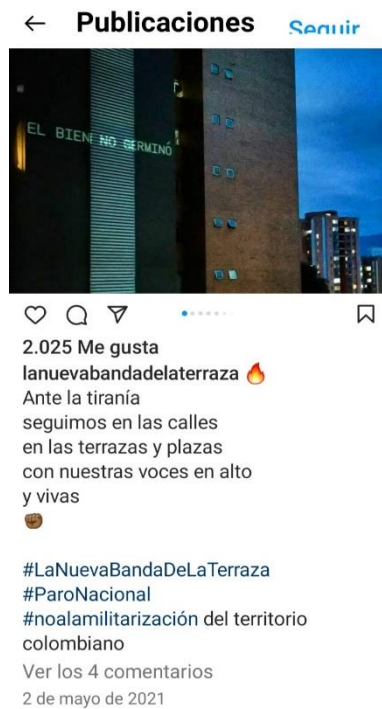 Publicaciones
Seguir
EL BIEN NO GERMINÓ
2.025 Me gusta
lanuevabandadelaterraza
Ante la tiranía
seguimos en las calles
en las terrazas y plazas
con nuestras voces en alto
y vivas
#LaNuevaBandaDeLaTerraza
#ParoNacional
#noalamilitarización del territorio
colombiano
Ver los 4 comentarios
2 de mayo de 2021